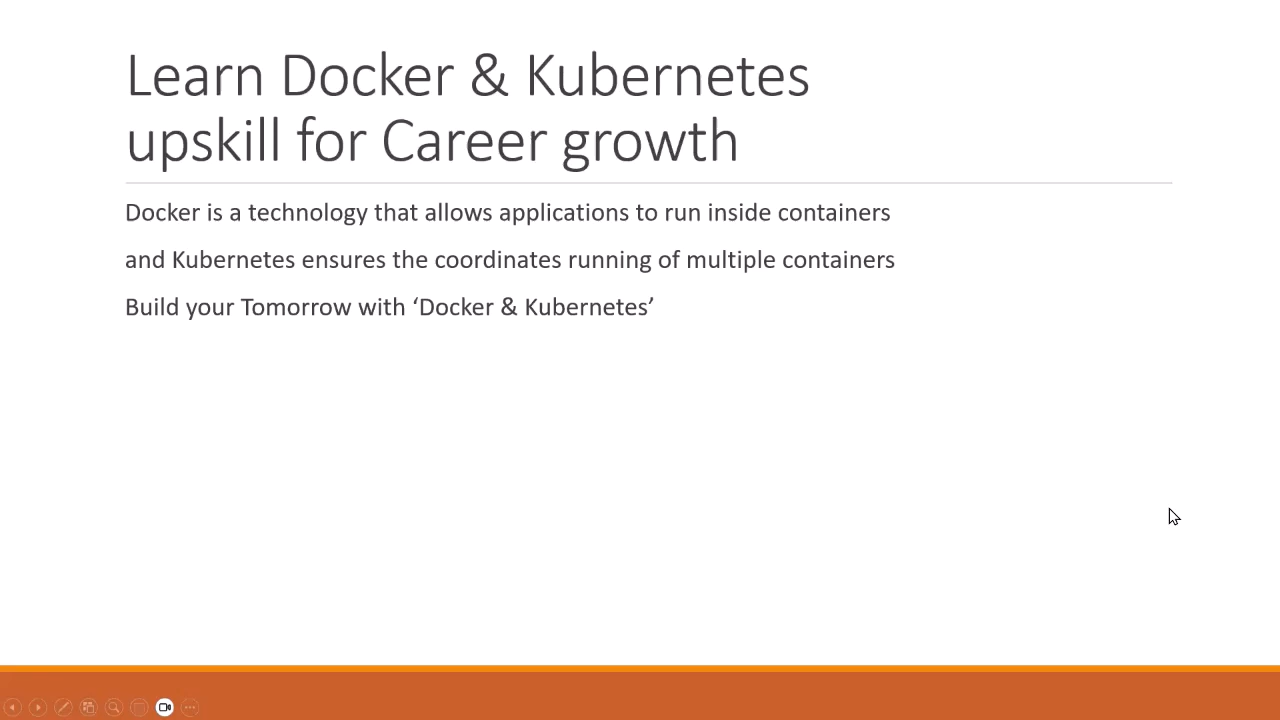 Learn Docker & Kubernetes
upskill for Career growth
Docker is a technology that allows applications to run inside containers
and Kubernetes ensures the coordinates running of multiple containers
Build your Tomorrow with ‘Docker & Kubernetes’